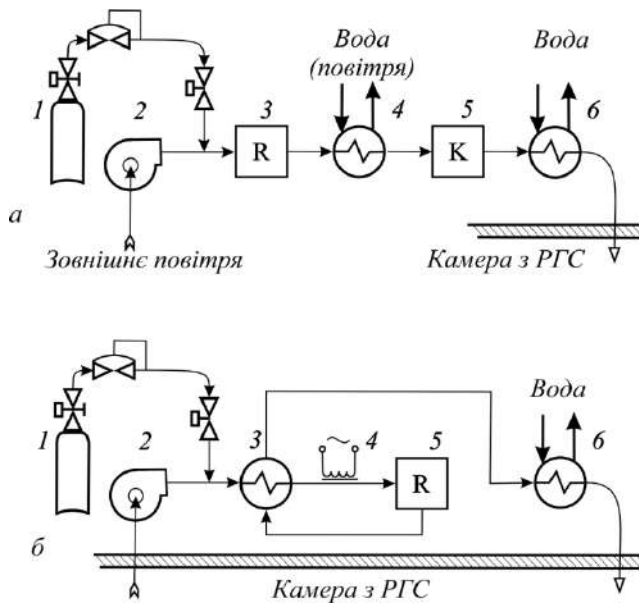 Вода
(повітря)
Вода
1
2
3
4
5
6
R
K
а
Зовнішнє повітря
Камера з РГС
Вода
1
2
3
4
5
6
R
~
б
Камера з РГС